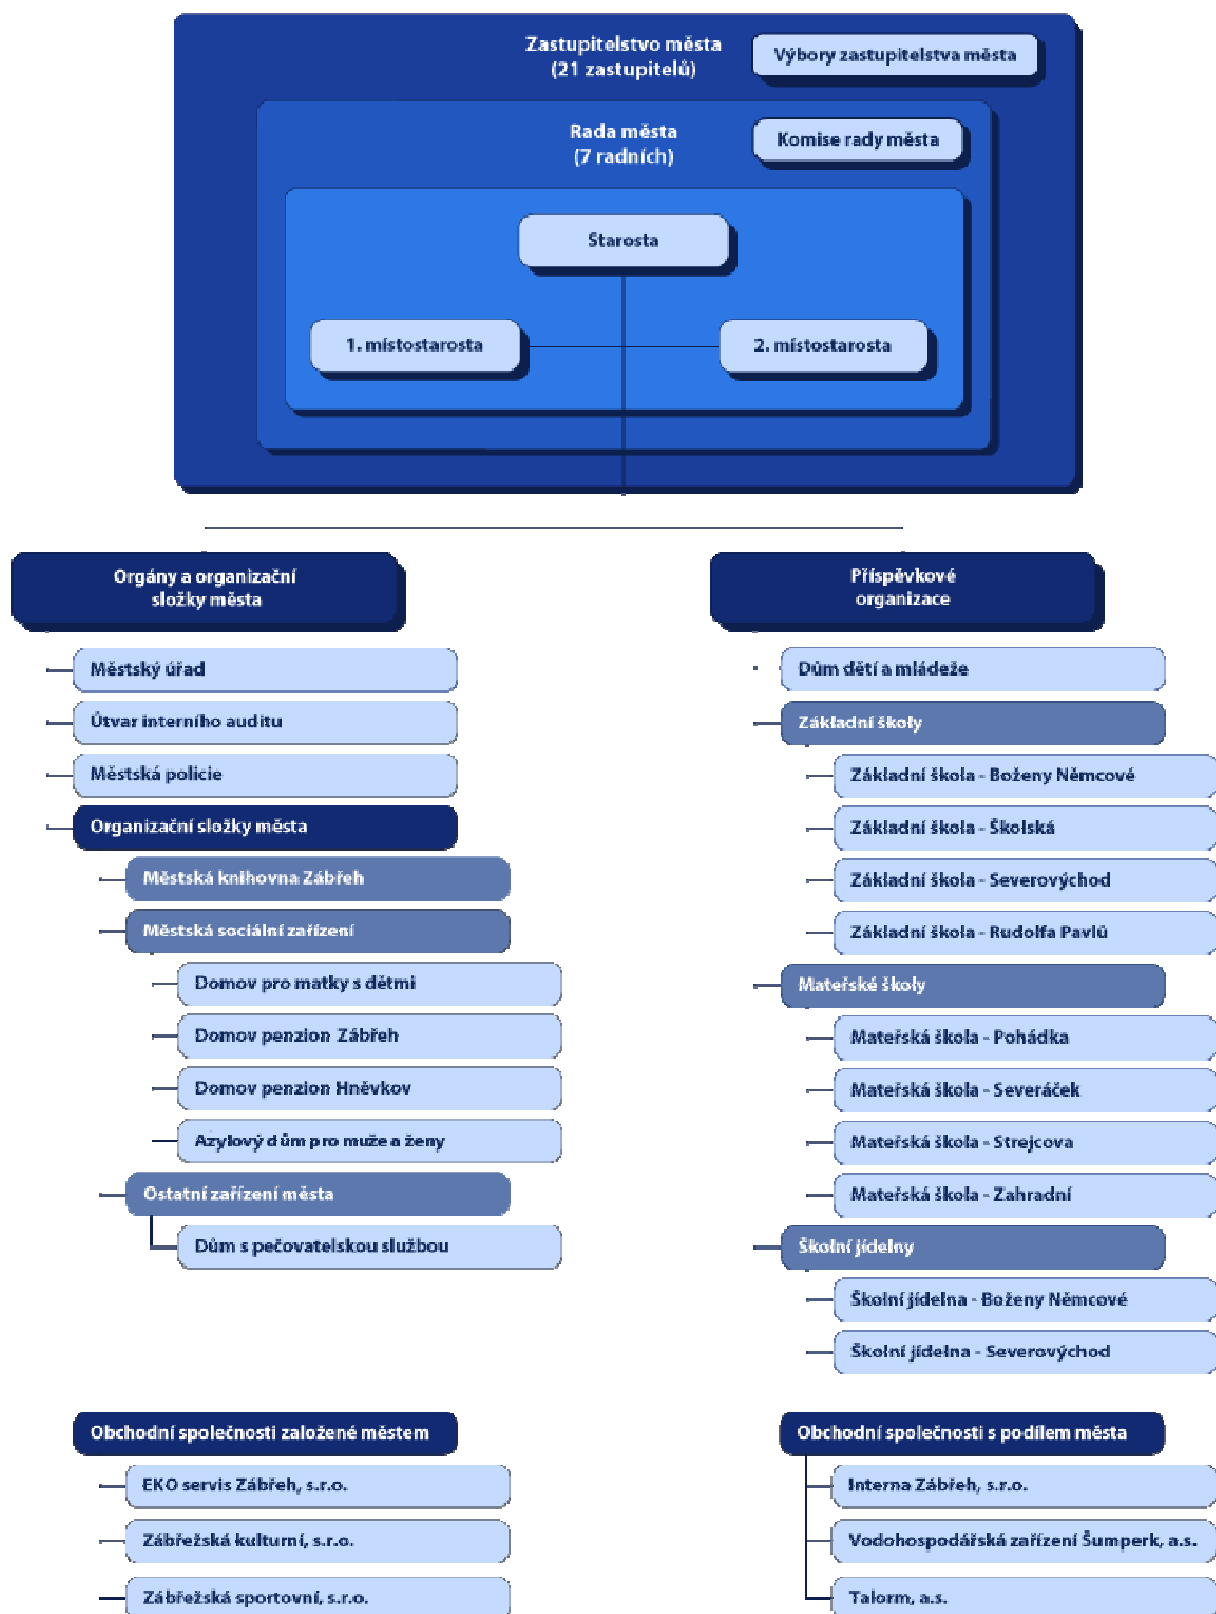 Zastupitelstvo města
(21 zastupitelů)
Výbory zastupitelstva města
Rada města
(7 radních)
Komise rady města
Starosta
1. místostarosta
2. místostarosta
Orgány a organizační
složky města
Městský úřad
Útvar interního auditu
Městská policie
Organizační složky města
Městská knihovna Zábřeh
Městská sociální zařízení
Domov pro matky s dětmi
Domov penzion Zábřeh
Domov penzion Hněvkov
Azylový dům pro muže a ženy
Ostatní zařízení města
Dům s pečovatelskou službou
Příspěvkové
organizace
Dům dětí a mládeže
Základní školy
Základní škola - Boženy Němcové
Základní škola - Školská
Základní škola - Severovýchod
Základní škola - Rudolfa Pavlů
Mateřské školy
Mateřská škola - Pohádka
Mateřská škola - Severáček
Mateřská škola - Strejcova
Mateřská škola - Zahradní
Školní jídelny
Školní jídelna - Boženy Němcové
Školní jídelna - Severovýchod
Obchodní společnosti založené městem
EKO servis Zábřeh, s.r.o.
Zábřežská kulturní, s.r.o.
Zábřežská sportovní, s.r.o.
Obchodní společnosti s podílem města
Interna Zábřeh, s.r.o.
Vodohospodářská zařízení Šumperk, a.s.
Talorm, a.s.